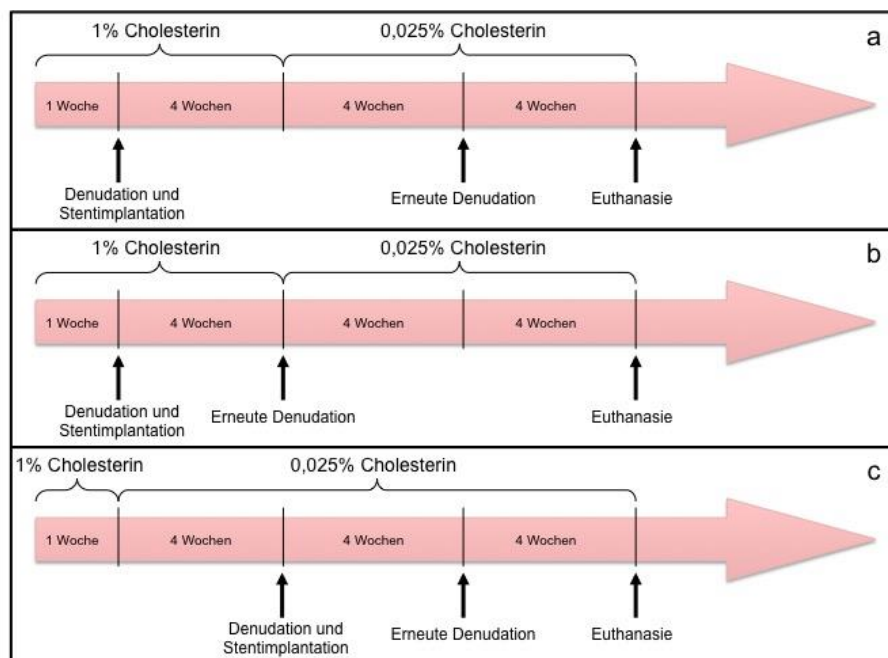 1% Cholesterin 0,025% Cholesterin a
1 Woche 4 Wochen 4 Wochen 4 Wochen
Denudation und Erneute Denudation Euthanasie
Stentimplantation
1% Cholesterin 0,025% Cholesterin b
1 Woche 4 Wochen 4 Wochen 4 Wochen
Denudation und Erneute Denudation Euthanasie
Stentimplantation
1% Cholesterin 0,025% Cholesterin c
1 Woche 4 Wochen 4 Wochen 4 Wochen
Denudation und Erneute Denudation Euthanasie
Stentimplantation